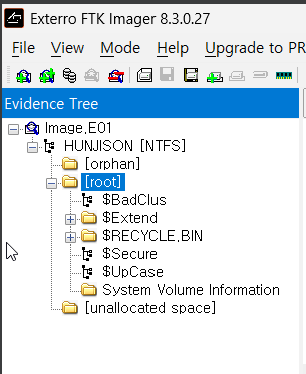 Exterro FTK Imager 8.3.0.27
File View Mode Help Upgrade to PR
Evidence Tree
Image.E01
HUNJISON [NTFS]
[orphan]
[root]
$BadClus
$Extend
$RECYCLE.BIN
$Secure
$UpCase
System Volume Information
[unallocated space]